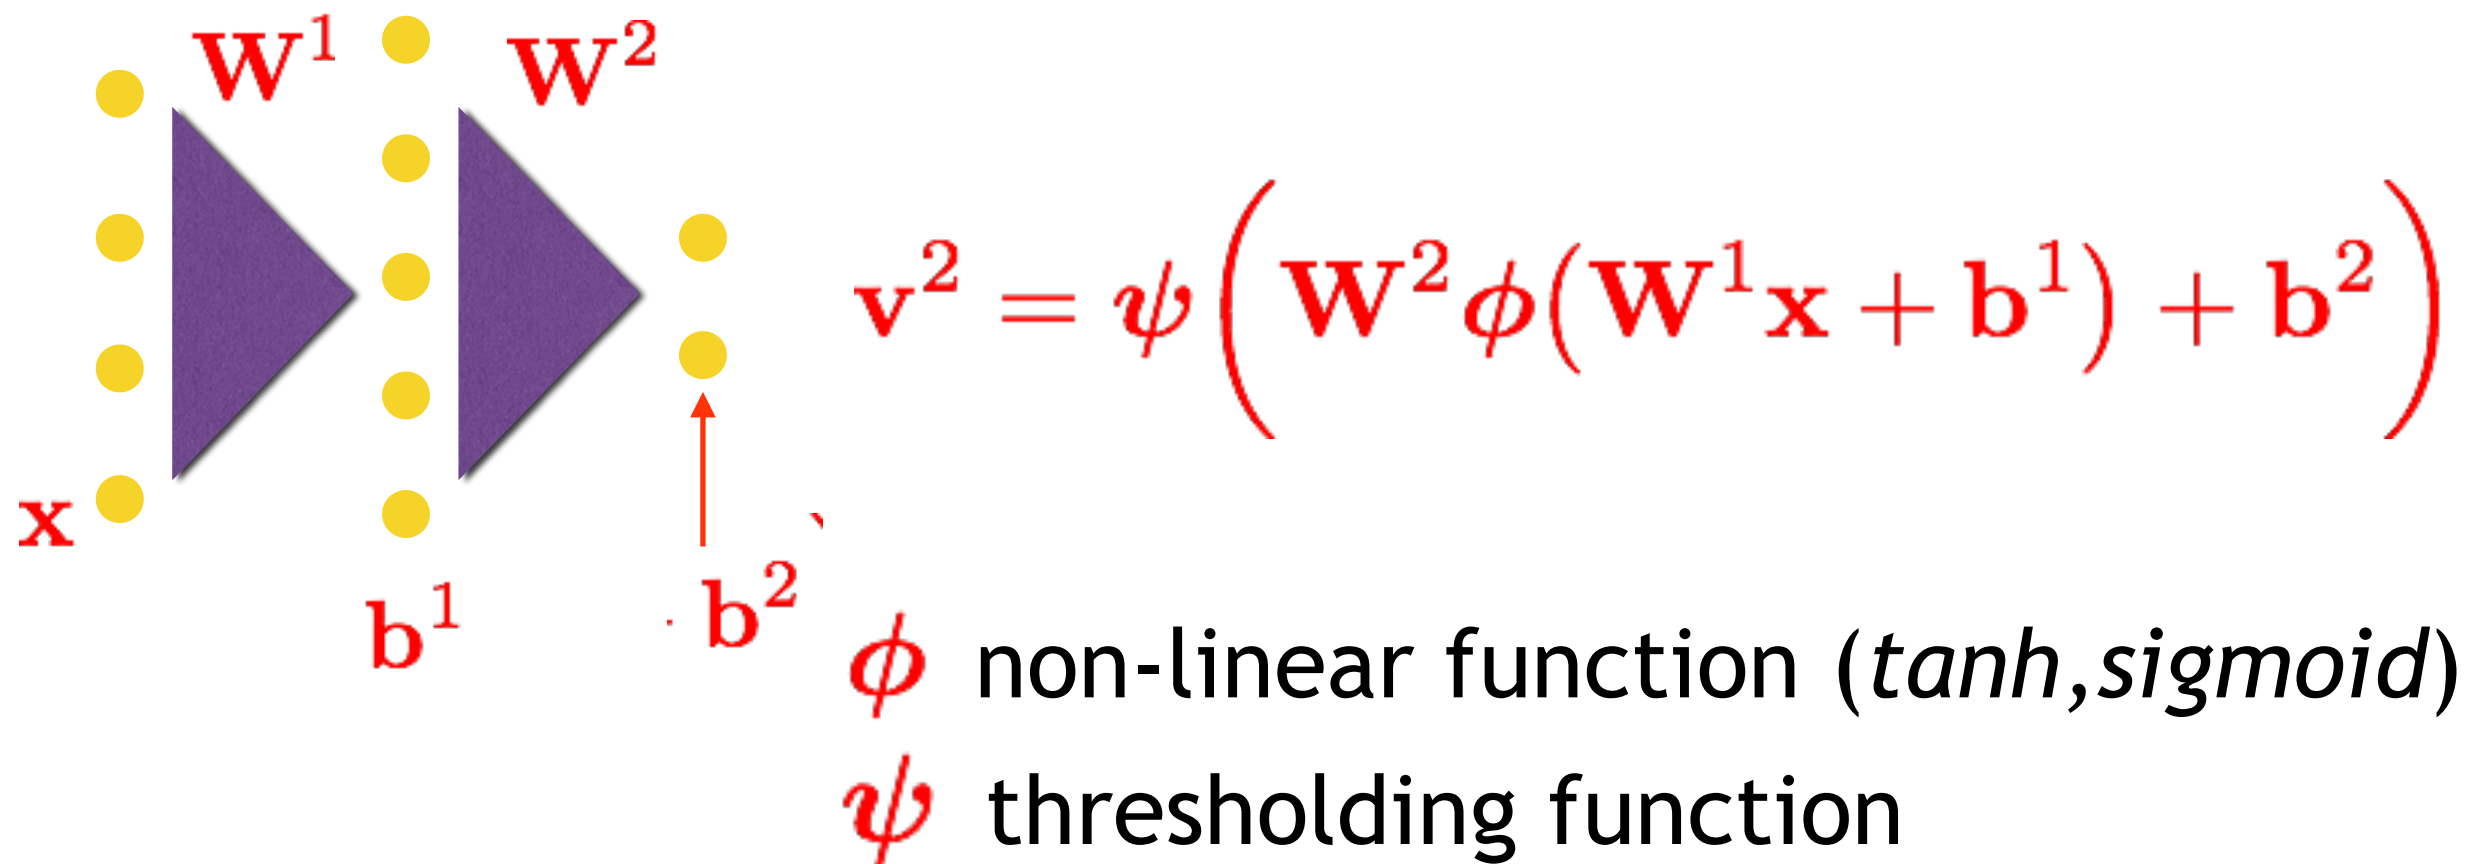 W¹ W²
v² = ψ(W²ϕ(W¹x + b¹) + b²)
x
b¹ b²
ϕ non-linear function (tanh,sigmoid)
ψ thresholding function